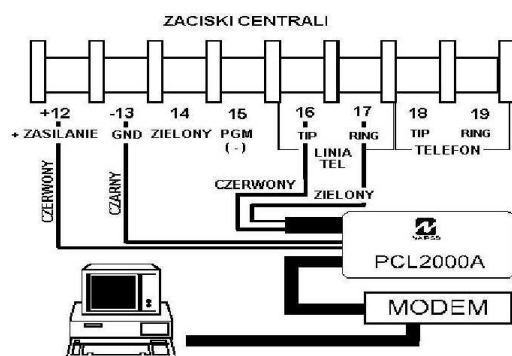 ZACISKI CENTRALI
+12 -13 14 15 16 17 18 19
+ ZASILANIE GND ZIELONY PGM TIP RING TIP RING
( - )
LINIA TEL
TELEFON
CZERWONY
CZARNY
CZERWONY
ZIELONY
PCL2000A
MODEM